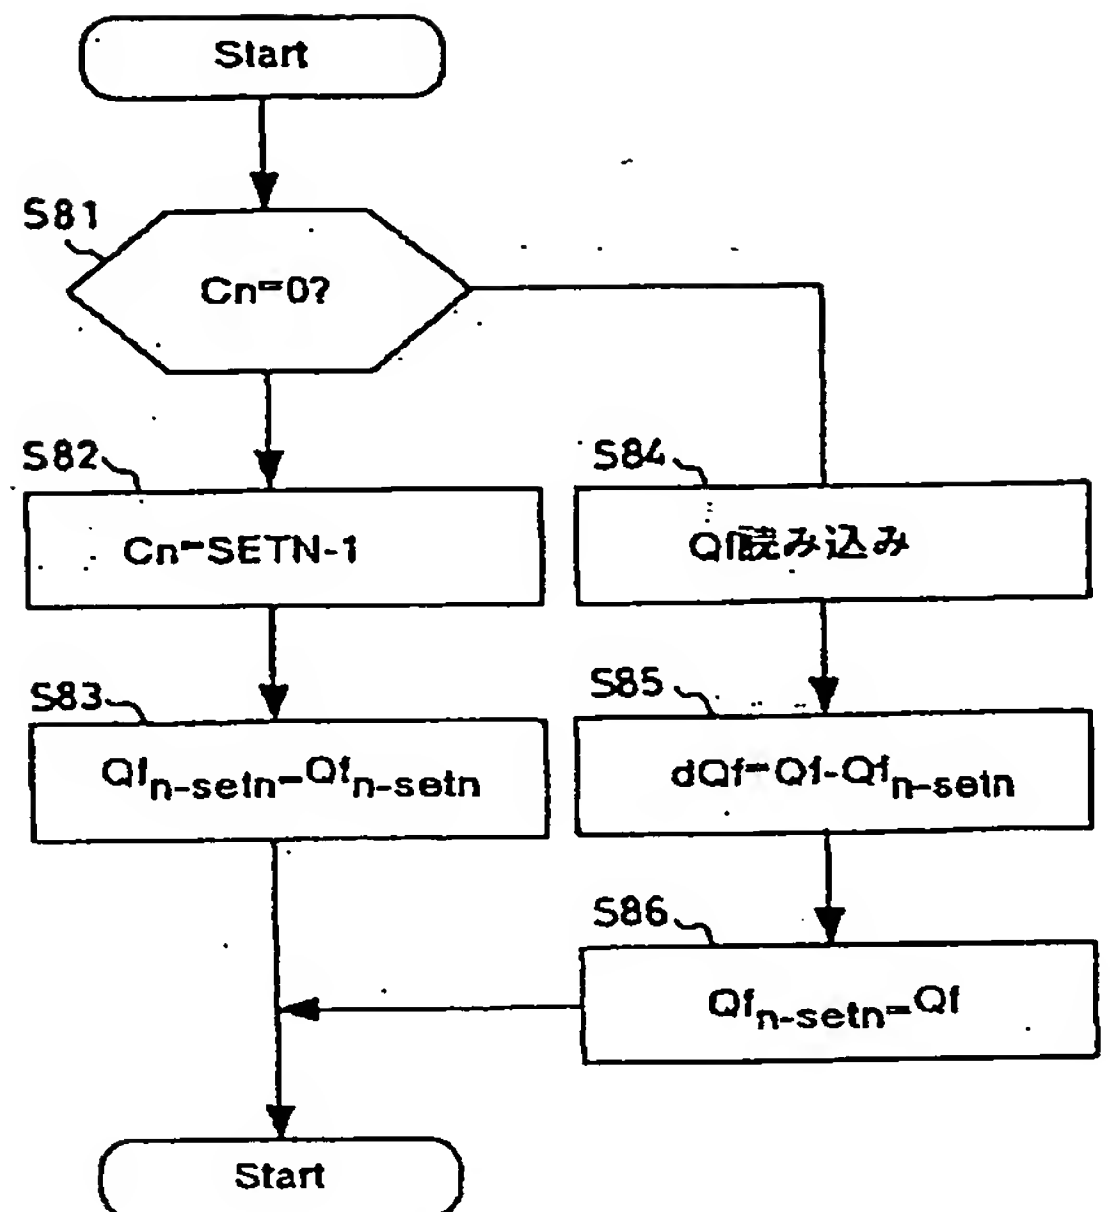 Start
S81
Cn=0?
S82
Cn=SETN-1
S83
Qfn-setn=Qfn-setn
S84
Qf読み込み
S85
dQf=Qf-Qfn-setn
S86
Qfn-setn=Qf
Start